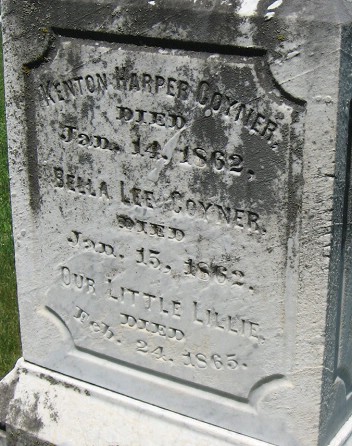 KENTON HARPER COYNER,
DIED
Jan. 14, 1862.
BELLA LEE COYNER.
DIED
Jan. 15, 1862.
OUR LITTLE LILLIE,
DIED
Feb. 24, 1865.